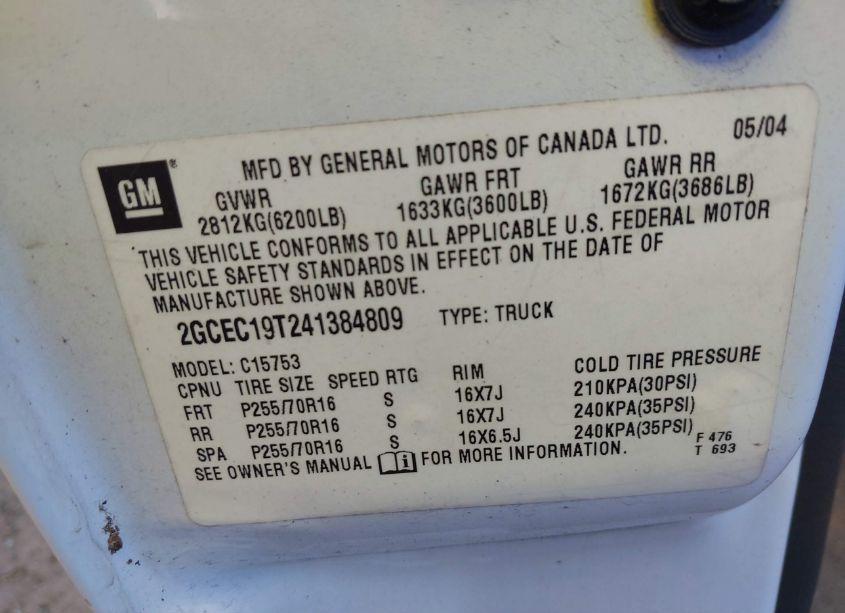 GM
MFD BY GENERAL MOTORS OF CANADA LTD. 05/04
GVWR GAWR FRT GAWR RR
2812KG(6200LB) 1633KG(3600LB) 1672KG(3686LB)
THIS VEHICLE CONFORMS TO ALL APPLICABLE U.S. FEDERAL MOTOR
VEHICLE SAFETY STANDARDS IN EFFECT ON THE DATE OF
MANUFACTURE SHOWN ABOVE.
2GCEC19T241384809 TYPE: TRUCK
MODEL: C15753
CPNU TIRE SIZE SPEED RTG RIM COLD TIRE PRESSURE
FRT P255/70R16 S 16X7J 210KPA(30PSI)
RR P255/70R16 S 16X7J 240KPA(35PSI)
SPA P255/70R16 S 16X6.5J 240KPA(35PSI)
SEE OWNER'S MANUAL i FOR MORE INFORMATION.
F 476
T 693